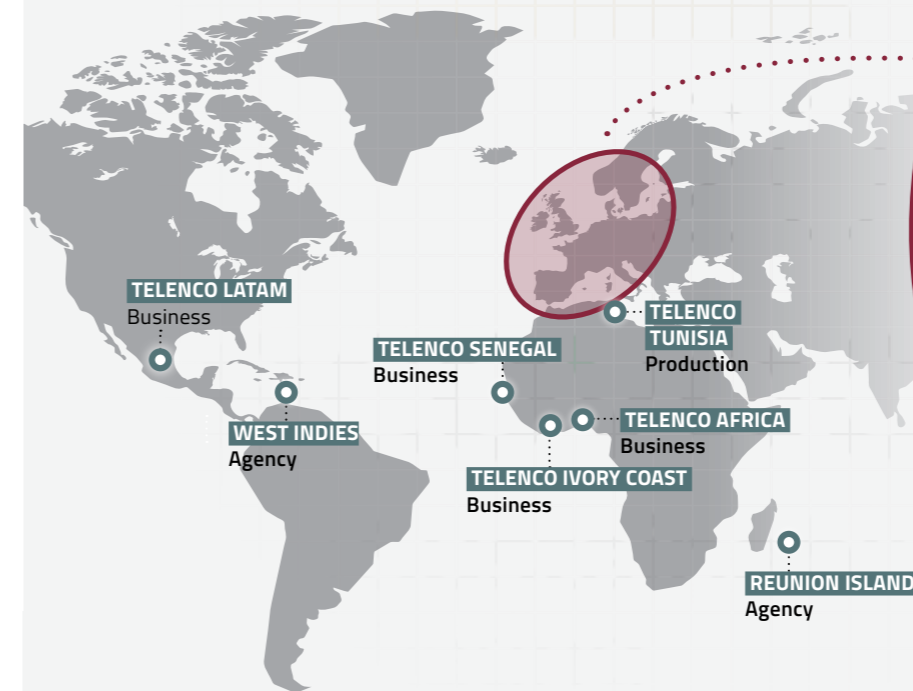 TELENCO LATAM
Business
WEST INDIES
Agency
TELENCO SENEGAL
Business
TELENCO
TUNISIA
Production
TELENCO AFRICA
Business
TELENCO IVORY COAST
Business
REUNION ISLAND
Agency